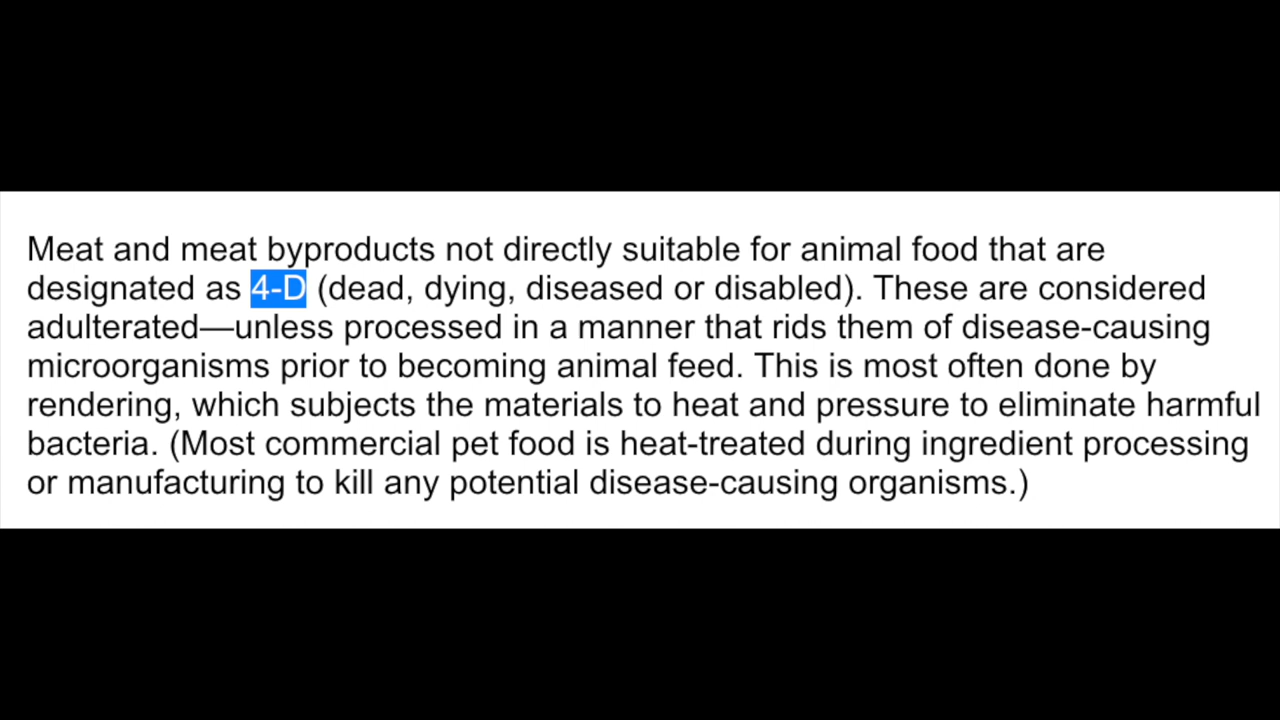 Meat and meat byproducts not directly suitable for animal food that are
designated as 4-D (dead, dying, diseased or disabled). These are considered
adulterated—unless processed in a manner that rids them of disease-causing
microorganisms prior to becoming animal feed. This is most often done by
rendering, which subjects the materials to heat and pressure to eliminate harmful
bacteria. (Most commercial pet food is heat-treated during ingredient processing
or manufacturing to kill any potential disease-causing organisms.)